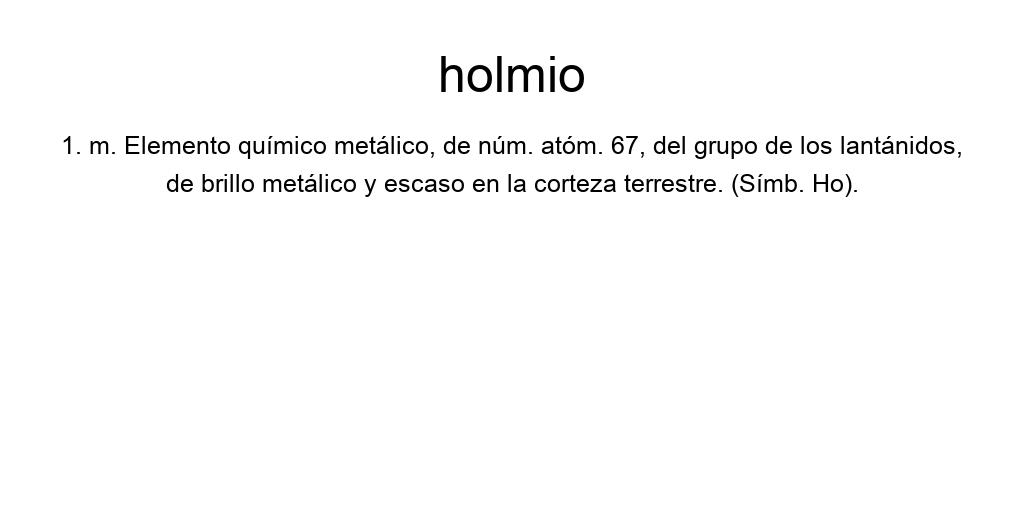 holmio
1. m. Elemento químico metálico, de núm. atóm. 67, del grupo de los lantánidos,
de brillo metálico y escaso en la corteza terrestre. (Símb. Ho).